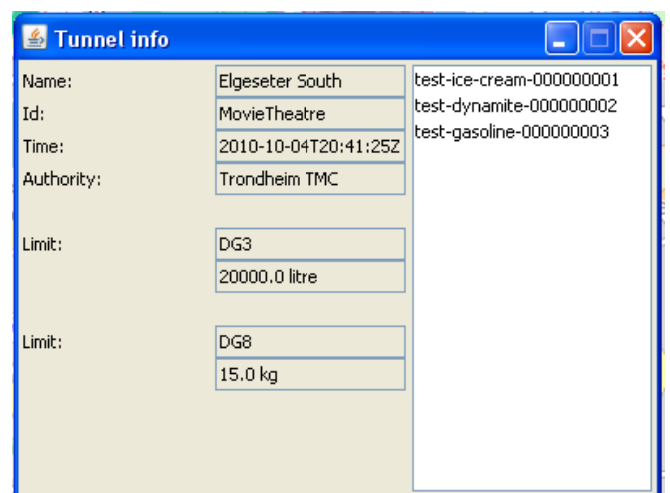 Tunnel info
Name: Elgeseter South
Id: MovieTheatre
Time: 2010-10-04T20:41:25Z
Authority: Trondheim TMC
Limit: DG3
20000.0 litre
Limit: DG8
15.0 kg
test-ice-cream-000000001
test-dynamite-000000002
test-gasoline-000000003